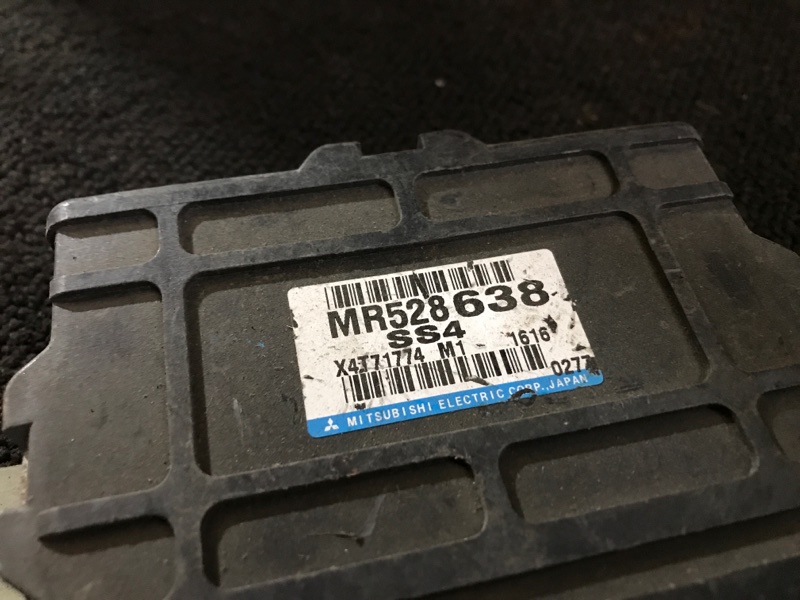 MR528638
SS4
X4T71774 M1 1616
0277
MITSUBISHI ELECTRIC CORP., JAPAN